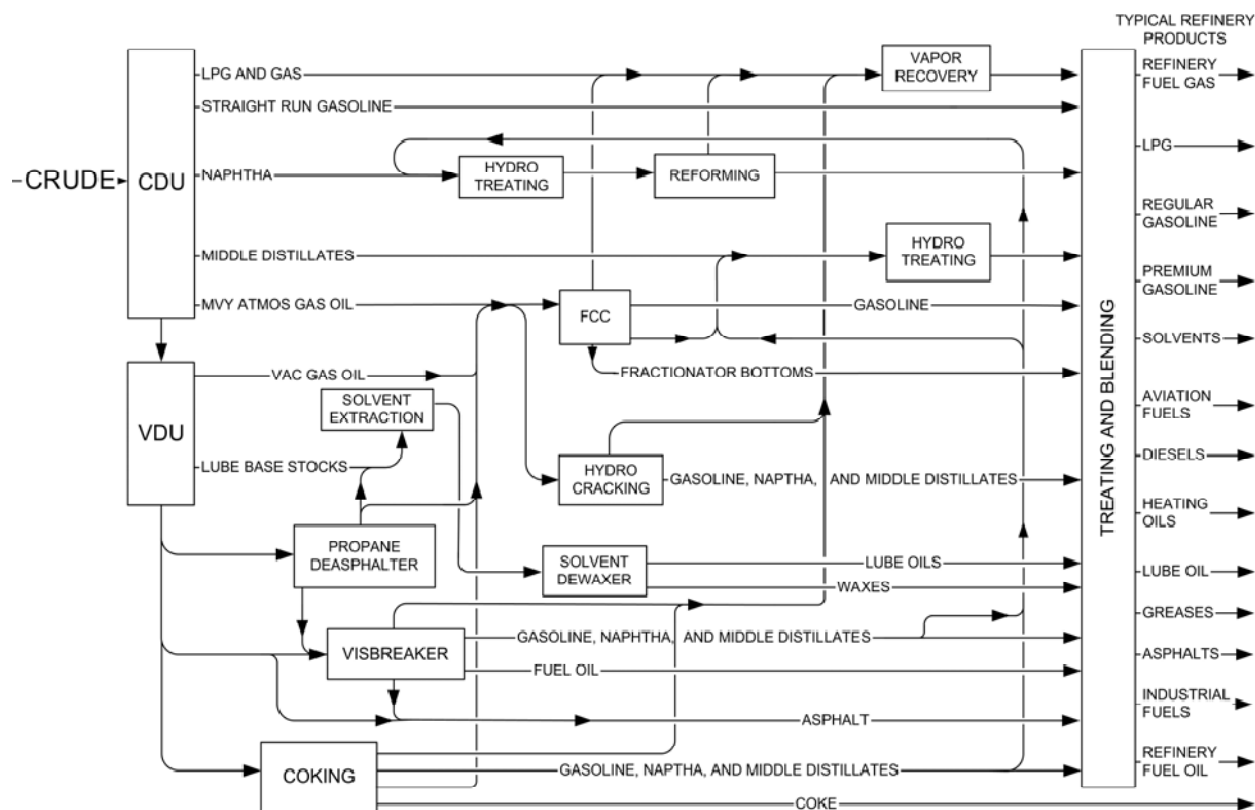 TYPICAL REFINERY
PRODUCTS
CRUDE
CDU
LPG AND GAS
STRAIGHT RUN GASOLINE
NAPHTHA
MIDDLE DISTILLATES
MVY ATMOS GAS OIL
VAPOR
RECOVERY
HYDRO
TREATING
REFORMING
HYDRO
TREATING
FCC
GASOLINE
FRACTIONATOR BOTTOMS
VDU
VAC GAS OIL
LUBE BASE STOCKS
SOLVENT
EXTRACTION
HYDRO
CRACKING
GASOLINE, NAPTHA, AND MIDDLE DISTILLATES
PROPANE
DEASPHALTER
SOLVENT
DEWAXER
LUBE OILS
WAXES
VISBREAKER
GASOLINE, NAPHTHA, AND MIDDLE DISTILLATES
FUEL OIL
ASPHALT
COKING
GASOLINE, NAPTHA, AND MIDDLE DISTILLATES
COKE
TREATING AND BLENDING
REFINERY
FUEL GAS
LPG
REGULAR
GASOLINE
PREMIUM
GASOLINE
SOLVENTS
AVIATION
FUELS
DIESELS
HEATING
OILS
LUBE OIL
GREASES
ASPHALTS
INDUSTRIAL
FUELS
REFINERY
FUEL OIL